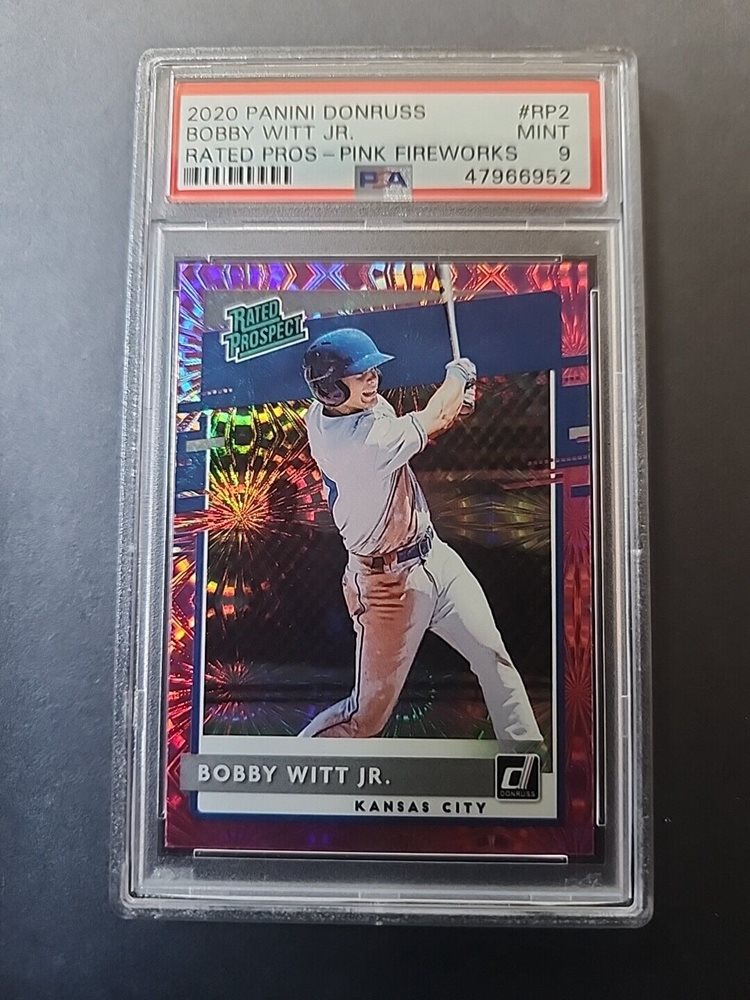 2020 PANINI DONRUSS #RP2
BOBBY WITT JR. MINT
RATED PROS-PINK FIREWORKS 9
PSA 47966952
RATED
PROSPECT
BOBBY WITT JR.
d
DONRUSS
KANSAS CITY